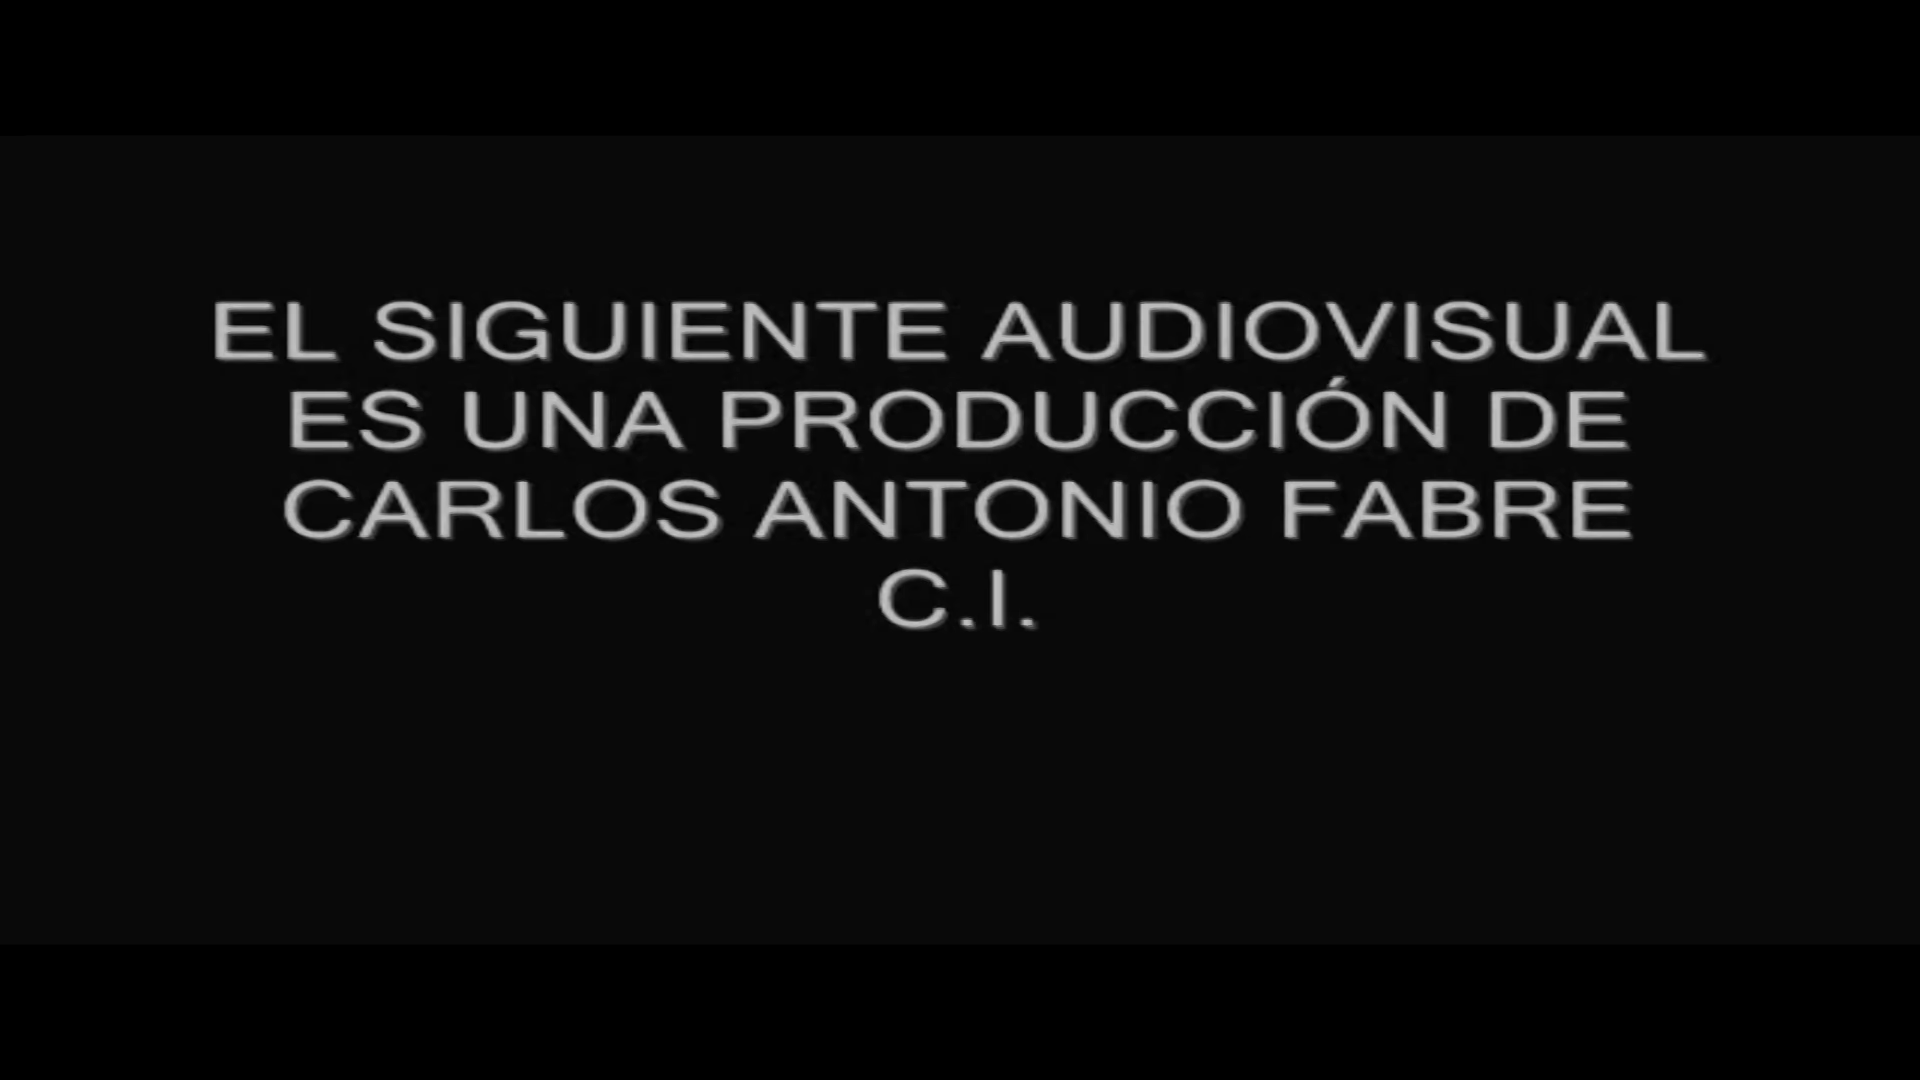 EL SIGUIENTE AUDIOVISUAL
ES UNA PRODUCCIÓN DE
CARLOS ANTONIO FABRE
C.I.